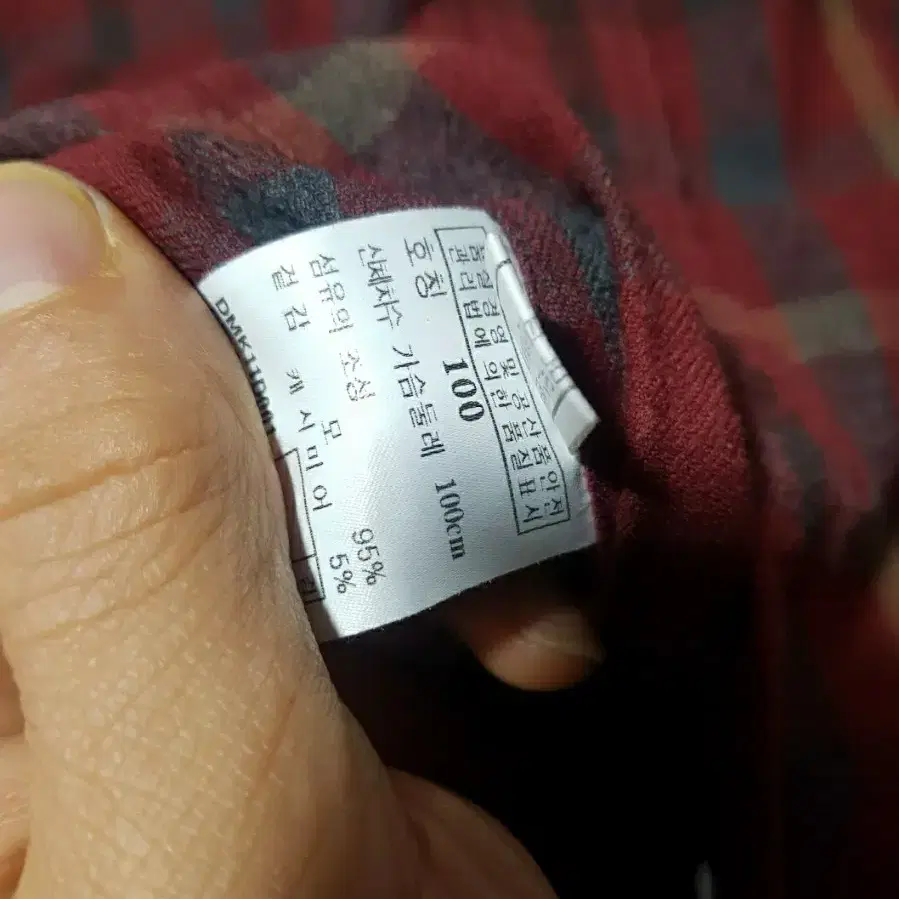 품질경영 및 공산품안전
관리법에 의한 품질표시
호칭 100
신체치수 가슴둘레 100cm
섬유의 조성 모 95%
겉감 캐시미어 5%